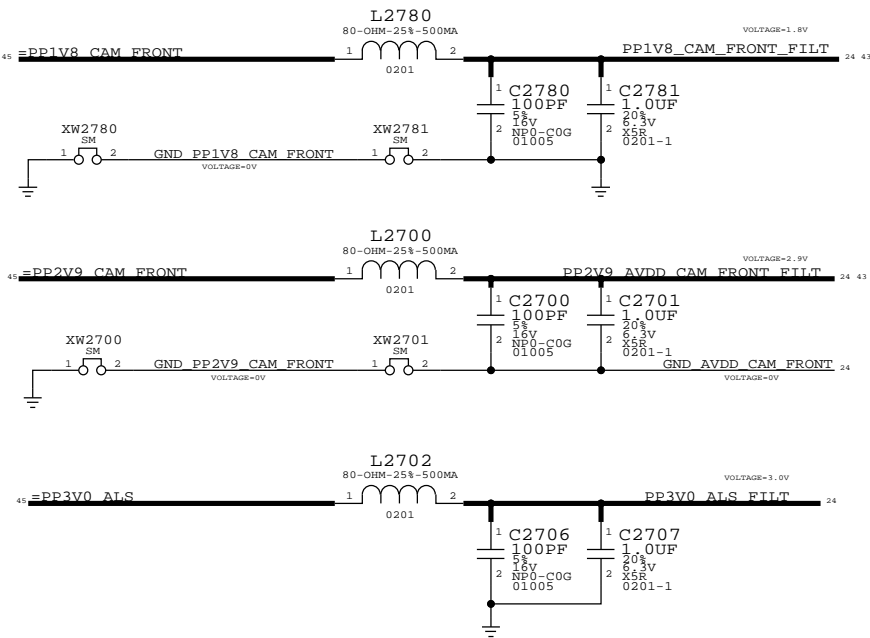 L2780
80-OHM-25%-500MA
VOLTAGE=1.8V
45 =PP1V8_CAM_FRONT
1 2
PP1V8_CAM_FRONT_FILT
24 43
0201
1 C2780
100PF
5%
16V
2 NP0-C0G
01005
1 C2781
1.0UF
20%
6.3V
2 X5R
0201-1
XW2780
SM
1 2
GND_PP1V8_CAM_FRONT
VOLTAGE=0V
XW2781
SM
1 2
L2700
80-OHM-25%-500MA
VOLTAGE=2.9V
45 =PP2V9_CAM_FRONT
1 2
PP2V9_AVDD_CAM_FRONT_FILT
24 43
0201
1 C2700
100PF
5%
16V
2 NP0-C0G
01005
1 C2701
1.0UF
20%
6.3V
2 X5R
0201-1
XW2700
SM
1 2
GND_PP2V9_CAM_FRONT
VOLTAGE=0V
XW2701
SM
1 2
GND_AVDD_CAM_FRONT
24
VOLTAGE=0V
L2702
80-OHM-25%-500MA
VOLTAGE=3.0V
45 =PP3V0_ALS
1 2
PP3V0_ALS_FILT
24
0201
1 C2706
100PF
5%
16V
2 NP0-C0G
01005
1 C2707
1.0UF
20%
6.3V
2 X5R
0201-1